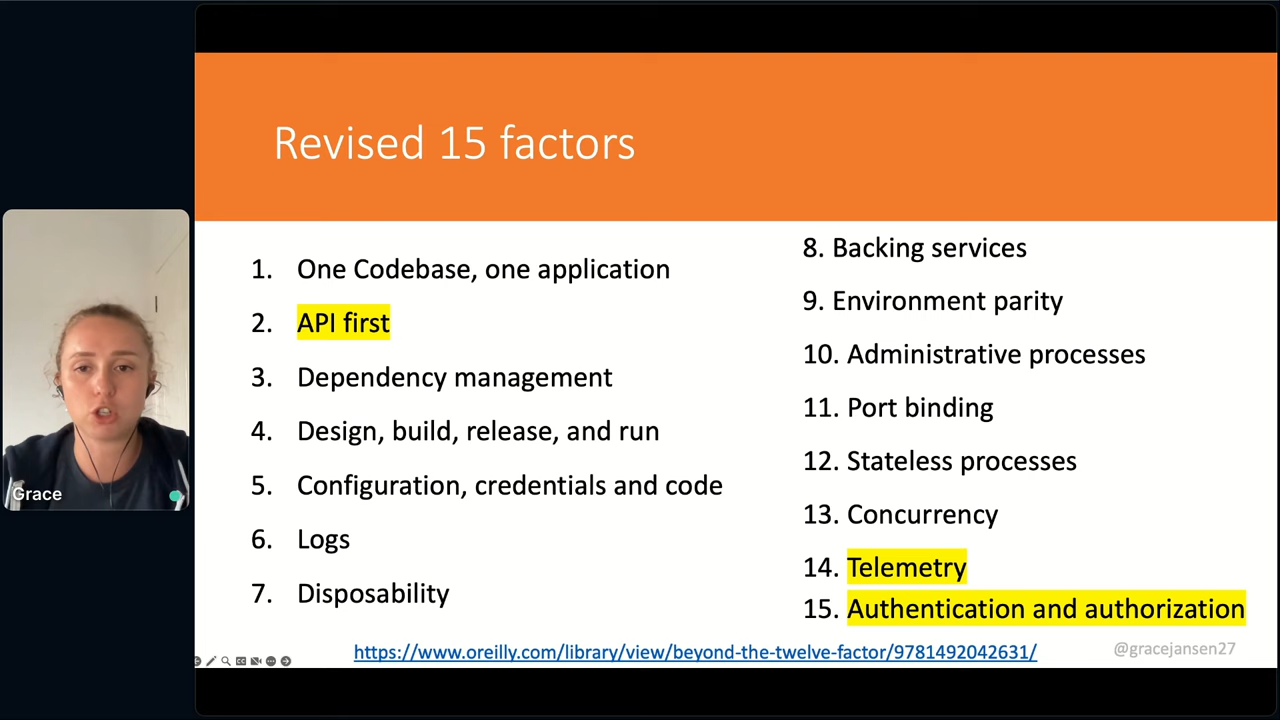 Revised 15 factors
1. One Codebase, one application
2. API first
3. Dependency management
4. Design, build, release, and run
5. Configuration, credentials and code
6. Logs
7. Disposability
8. Backing services
9. Environment parity
10. Administrative processes
11. Port binding
12. Stateless processes
13. Concurrency
14. Telemetry
15. Authentication and authorization
https://www.oreilly.com/library/view/beyond-the-twelve-factor/9781492042631/
@gracejansen27
Grace